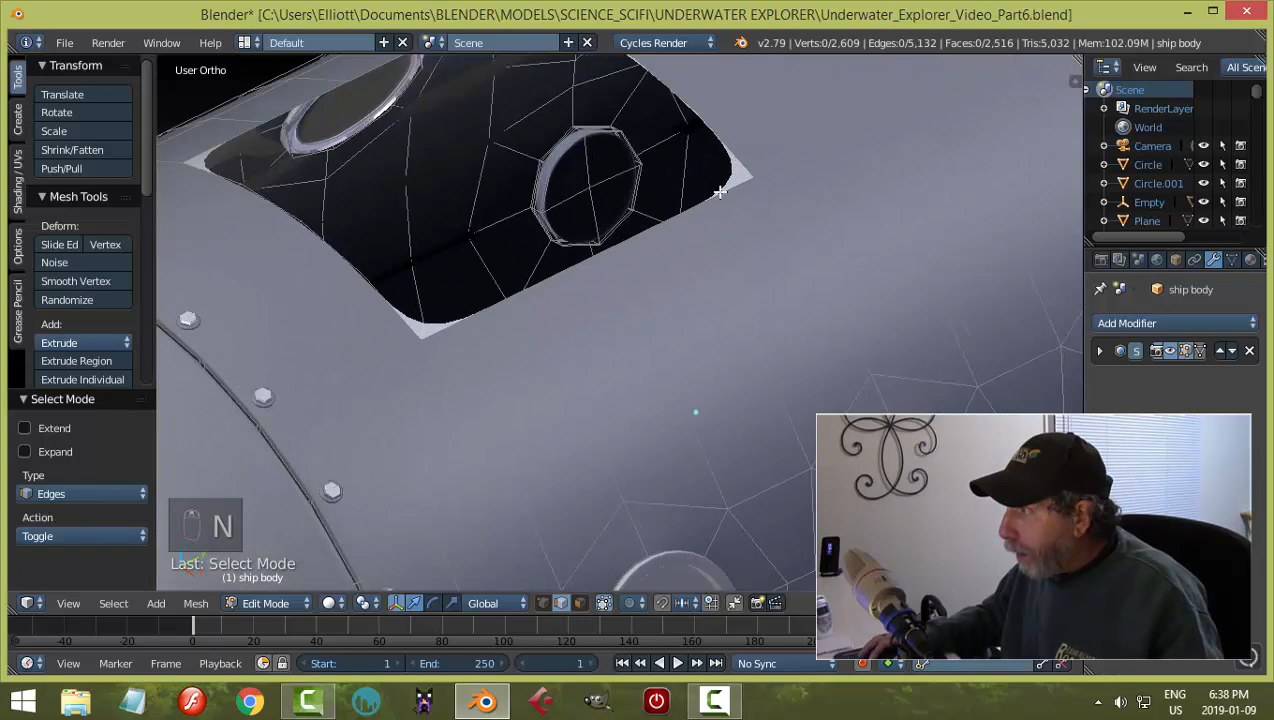 Blender* [C:\Users\Elliott\Documents\BLENDER\MODELS\SCIENCE_SCIFI\UNDERWATER EXPLORER\Underwater_Explorer_Video_Part6.blend]
File Render Window Help Default Scene Cycles Render v2.79 | Verts:0/2,609 | Edges:0/5,132 | Faces:0/2,516 | Tris:5,032 | Mem:102.09M | ship body
Tools
Create
Shading / UVs
Options
Grease Pencil
Transform
Translate
Rotate
Scale
Shrink/Fatten
Push/Pull
Mesh Tools
Deform:
Slide Ed Vertex
Noise
Smooth Vertex
Randomize
Add:
Extrude
Extrude Region
Extrude Individual
Select Mode
Extend
Expand
Type
Edges
Action
Toggle
User Ortho
N
Last: Select Mode
(1) ship body
View Search All Scen
Scene
RenderLayer
World
Camera
Circle
Circle.001
Empty
Plane
ship body
Add Modifier
S
View Select Add Mesh Edit Mode Global
-40 -20 0 20 40 60 80 100 120 140 160
View Marker Frame Playback Start: 1 End: 250 1 No Sync
ENG
US
6:38 PM
2019-01-09